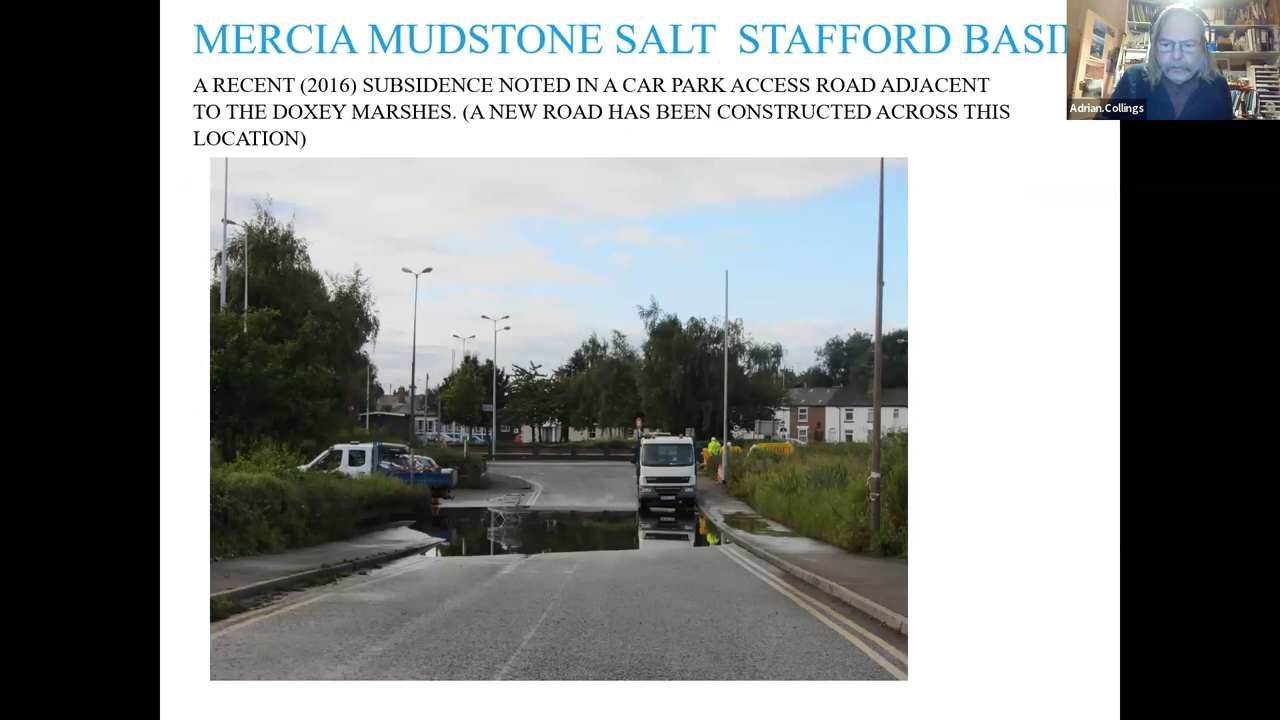 MERCIA MUDSTONE SALT STAFFORD BASI
A RECENT (2016) SUBSIDENCE NOTED IN A CAR PARK ACCESS ROAD ADJACENT
TO THE DOXEY MARSHES. (A NEW ROAD HAS BEEN CONSTRUCTED ACROSS THIS
LOCATION)
Adrian.Collings